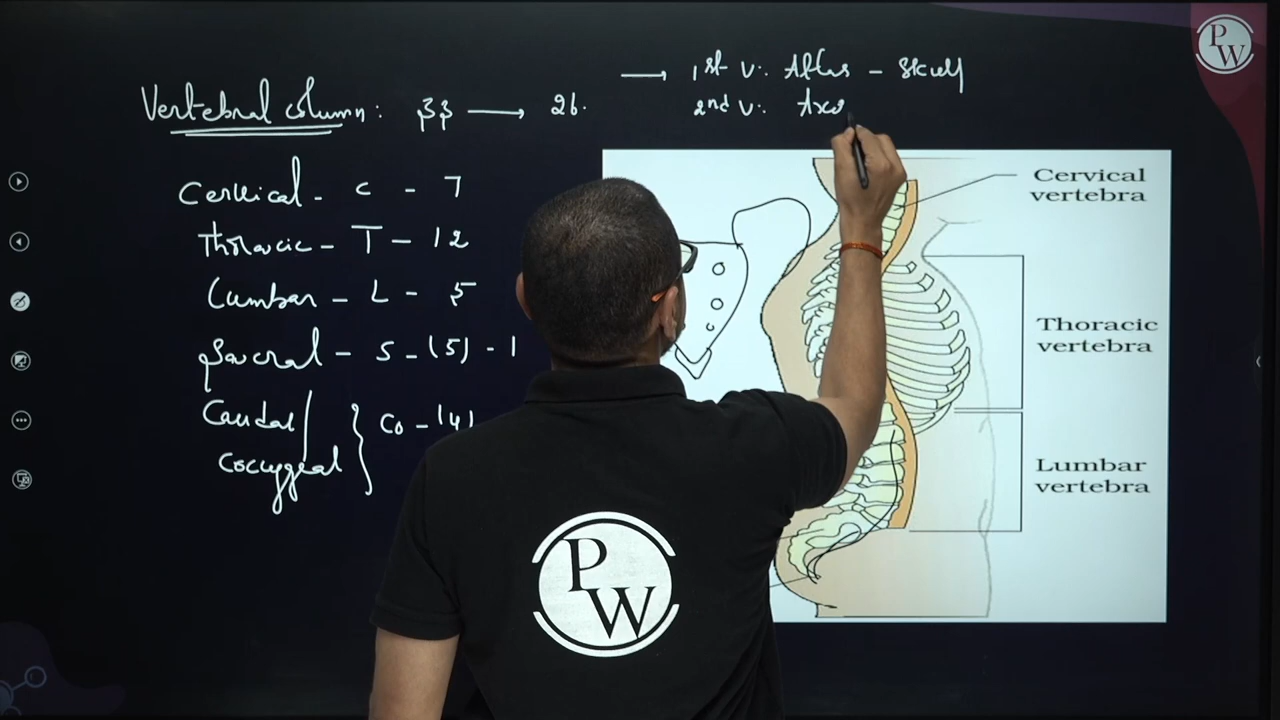 → 1st V: Atlas - Skull
Vertebral column : 33 → 26.
2nd V: Axis
Cervical - C - 7
Thoracic - T - 12
Lumbar - L - 5
Sacral - S - (5) - 1
Caudal/
Coccygeal } Co - (4)
Cervical
vertebra
Thoracic
vertebra
Lumbar
vertebra
PW
PW